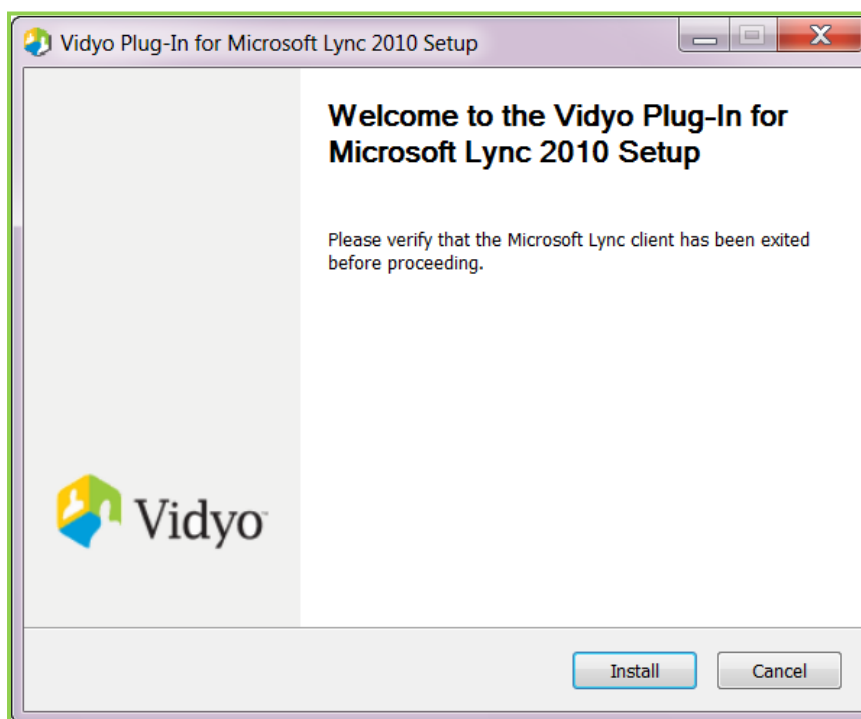 Vidyo Plug-In for Microsoft Lync 2010 Setup
Welcome to the Vidyo Plug-In for
Microsoft Lync 2010 Setup
Please verify that the Microsoft Lync client has been exited
before proceeding.
Vidyo™
Install
Cancel